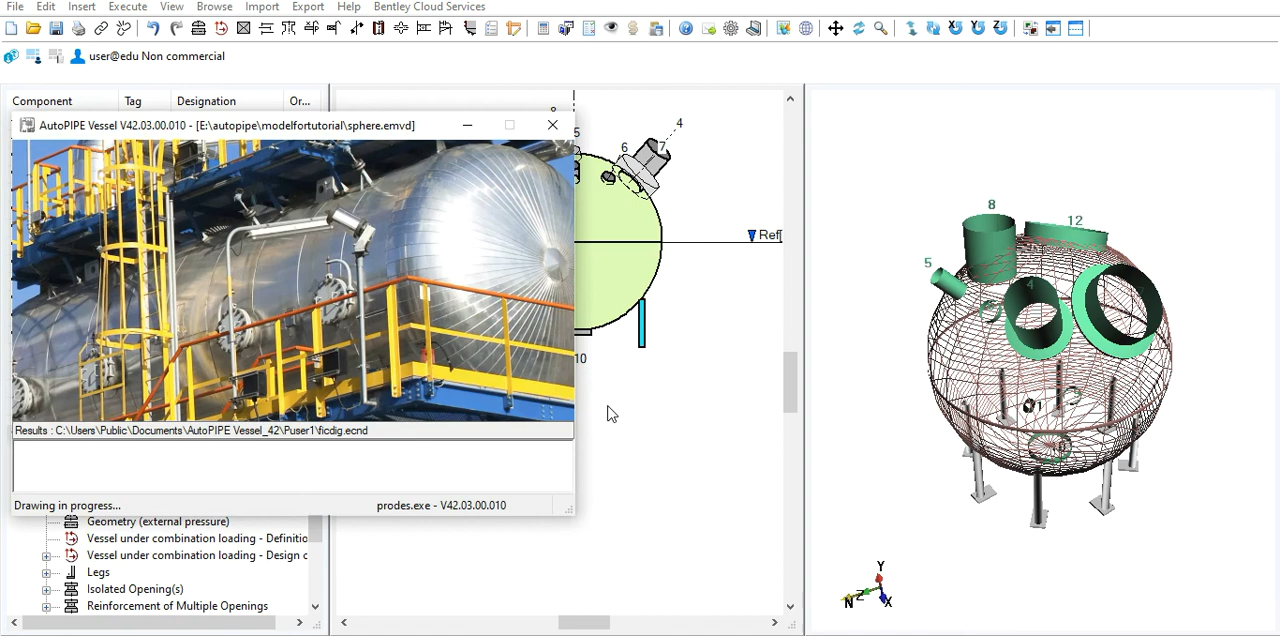 File Edit Insert Execute View Browse Import Export Help Bentley Cloud Services
user@edu Non commercial
Component Tag Designation Or...
AutoPIPE Vessel V42.03.00.010 - [E:\autopipe\modelfortutorial\sphere.emvd]
Results : C:\Users\Public\Documents\AutoPIPE Vessel_42\Puser1\ficdig.ecnd
Drawing in progress... prodes.exe - V42.03.00.010
Geometry (external pressure)
Vessel under combination loading - Definitio
Vessel under combination loading - Design c
Legs
Isolated Opening(s)
Reinforcement of Multiple Openings
5
6
7
4
Ref
10
8
12
5
4
Y
N
Z
X